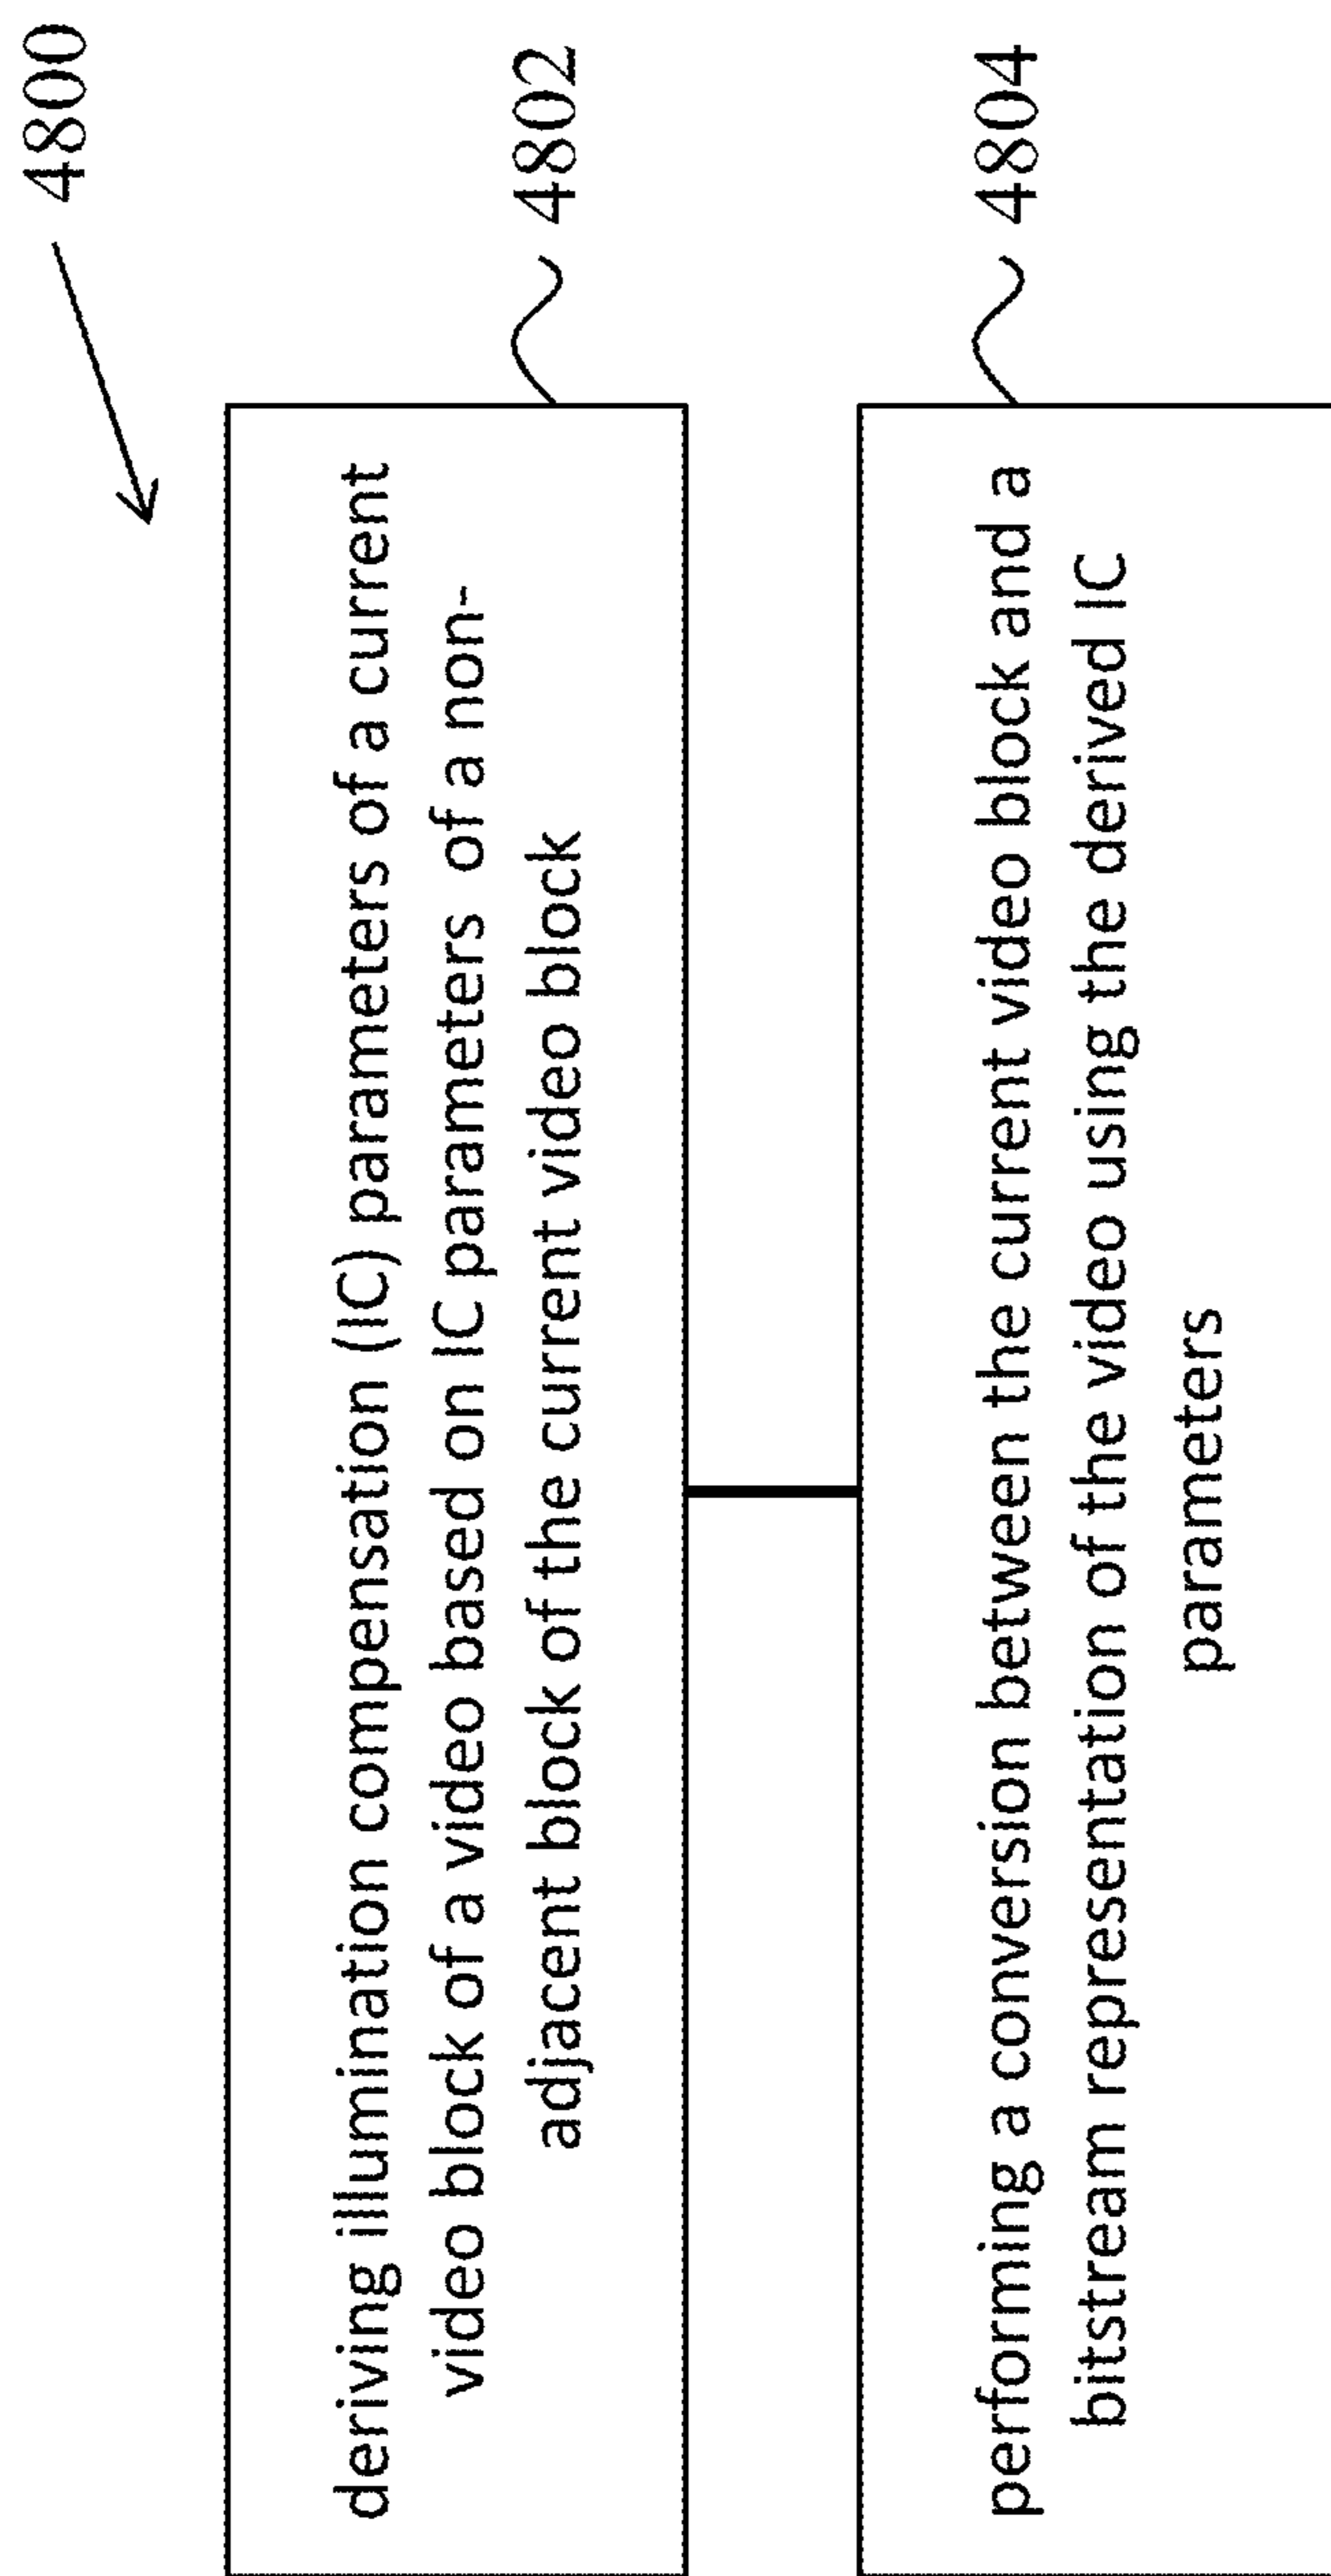 4800
deriving illumination compensation (IC) parameters of a current
video block of a video based on IC parameters of a non-
adjacent block of the current video block
4802
performing a conversion between the current video block and a
bitstream representation of the video using the derived IC
parameters
4804